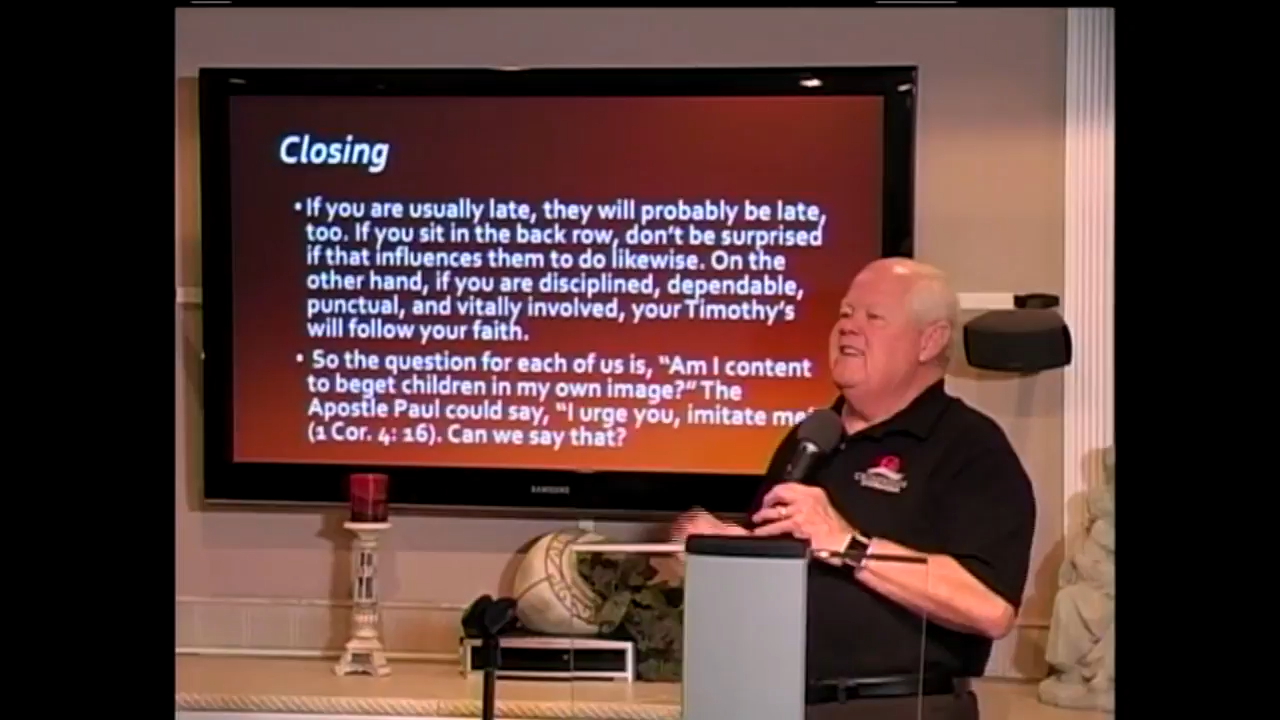 Closing
• If you are usually late, they will probably be late,
too. If you sit in the back row, don't be surprised
if that influences them to do likewise. On the
other hand, if you are disciplined, dependable,
punctual, and vitally involved, your Timothy's
will follow your faith.
• So the question for each of us is, "Am I content
to beget children in my own image?" The
Apostle Paul could say, "I urge you, imitate me"
(1 Cor. 4: 16). Can we say that?
SAMSUNG